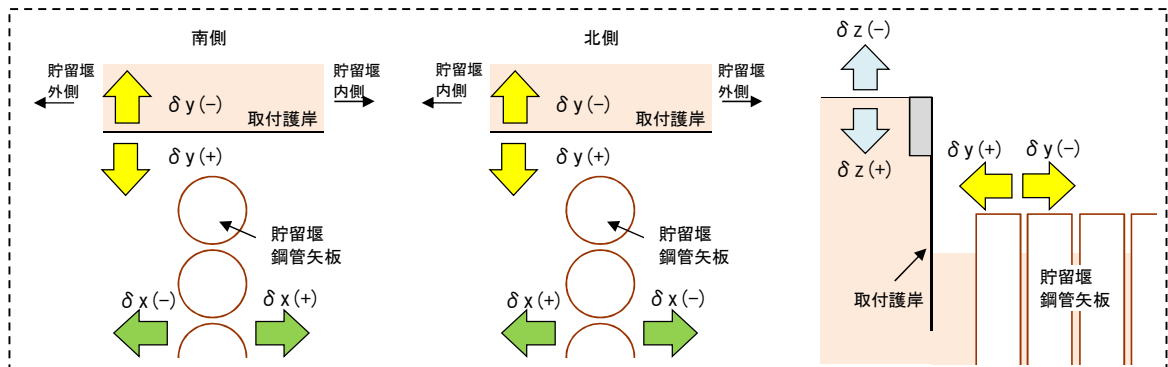 南側
貯留堰
外側
貯留堰
内側
δy(−)
取付護岸
δy(+)
貯留堰
鋼管矢板
δx(−)
δx(+)
北側
貯留堰
内側
貯留堰
外側
δy(−)
取付護岸
δy(+)
貯留堰
鋼管矢板
δx(+)
δx(−)
δz(−)
δz(+)
δy(+)
δy(−)
取付護岸
貯留堰
鋼管矢板